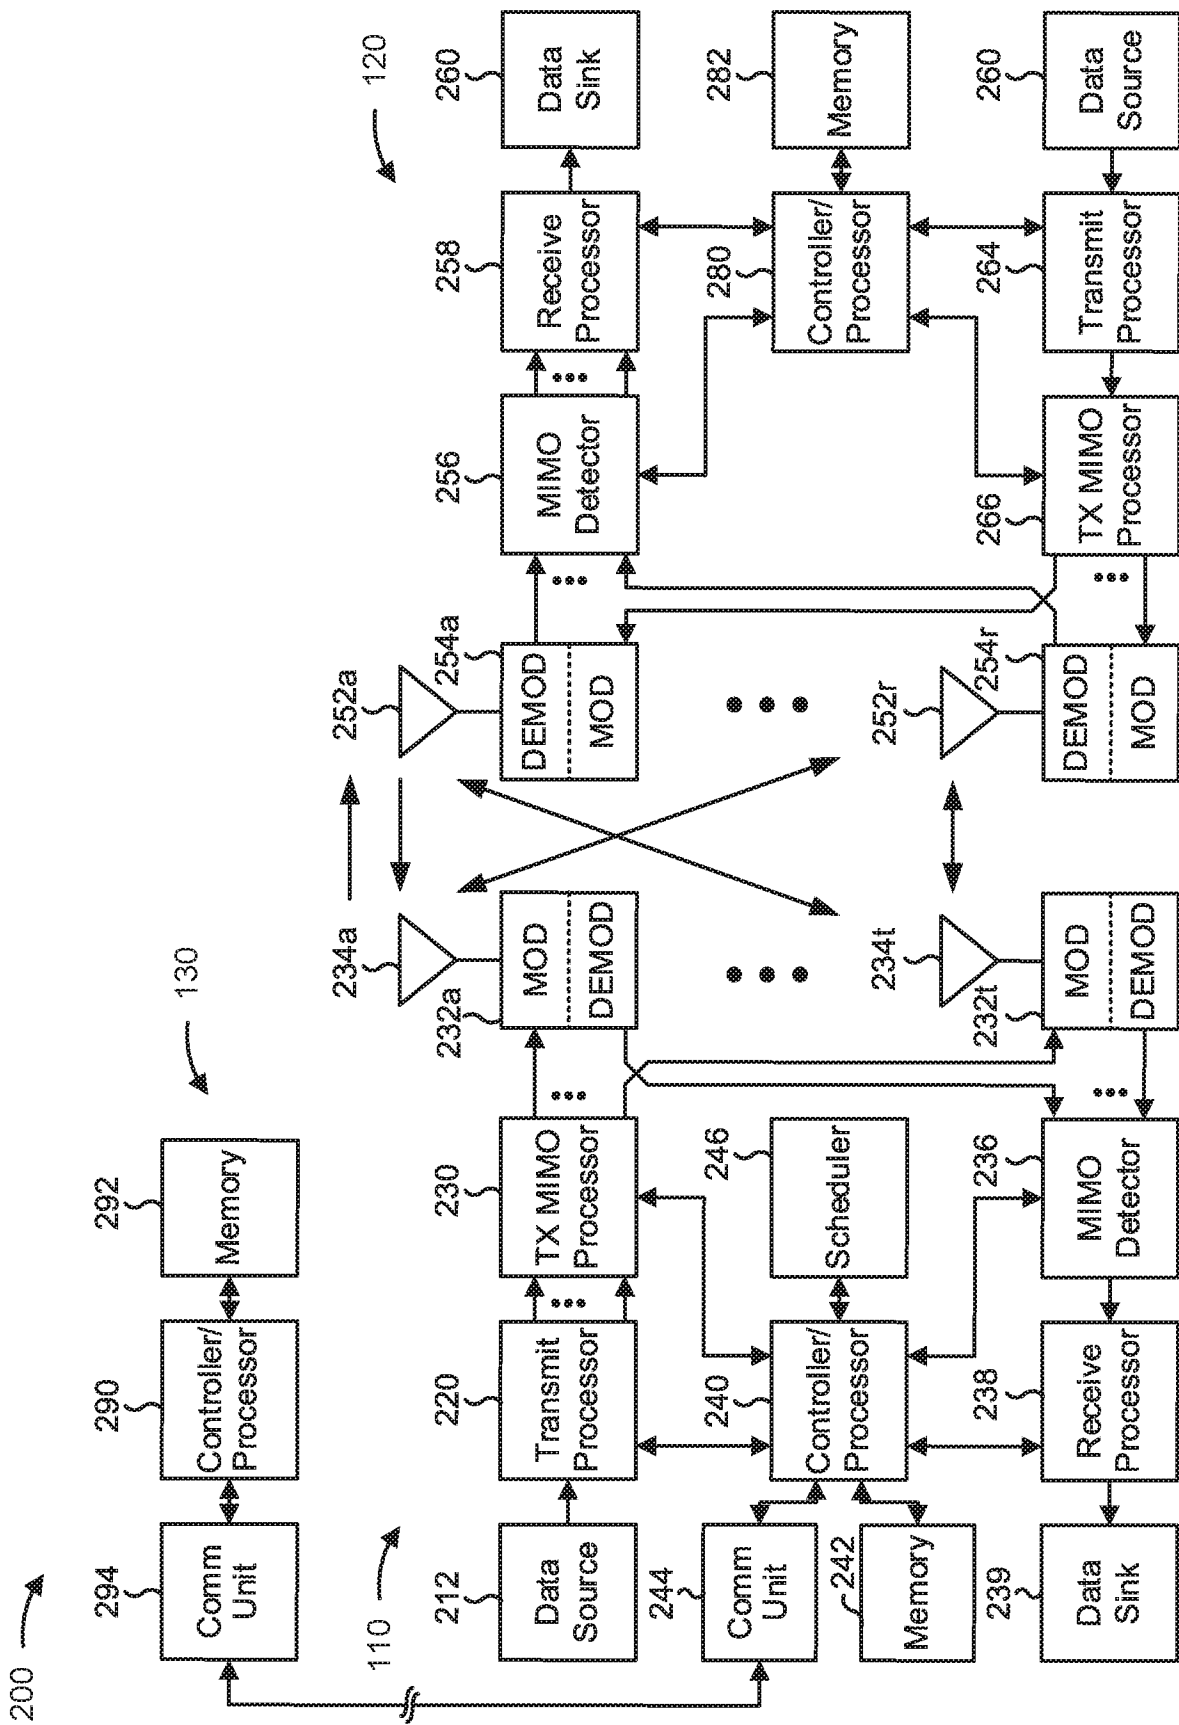 200
294
Comm
Unit
290
Controller/
Processor
292
Memory
130
110
212
Data
Source
220
Transmit
Processor
230
TX MIMO
Processor
232a
MOD
DEMOD
234a
252a
254a
DEMOD
MOD
256
MIMO
Detector
258
Receive
Processor
260
Data
Sink
120
244
Comm
Unit
242
Memory
240
Controller/
Processor
246
Scheduler
280
Controller/
Processor
282
Memory
239
Data
Sink
238
Receive
Processor
236
MIMO
Detector
232t
MOD
DEMOD
234t
252r
254r
DEMOD
MOD
266
TX MIMO
Processor
264
Transmit
Processor
260
Data
Source